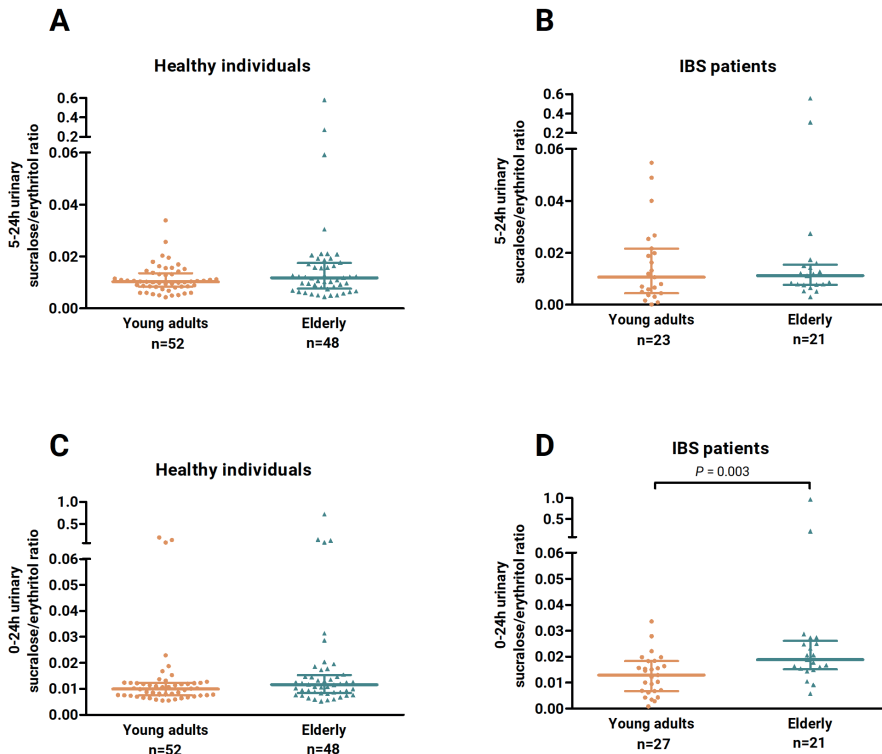 A
Healthy individuals
5-24h urinary
sucralose/erythritol ratio
0.6
0.4
0.2
0.06
0.04
0.02
0.00
Young adults
n=52
Elderly
n=48
B
IBS patients
5-24h urinary
sucralose/erythritol ratio
0.6
0.4
0.2
0.06
0.04
0.02
0.00
Young adults
n=23
Elderly
n=21
C
Healthy individuals
0-24h urinary
sucralose/erythritol ratio
1.0
0.5
0.06
0.05
0.04
0.03
0.02
0.01
0.00
Young adults
n=52
Elderly
n=48
D
IBS patients
P = 0.003
0-24h urinary
sucralose/erythritol ratio
1.0
0.5
0.06
0.05
0.04
0.03
0.02
0.01
0.00
Young adults
n=27
Elderly
n=21